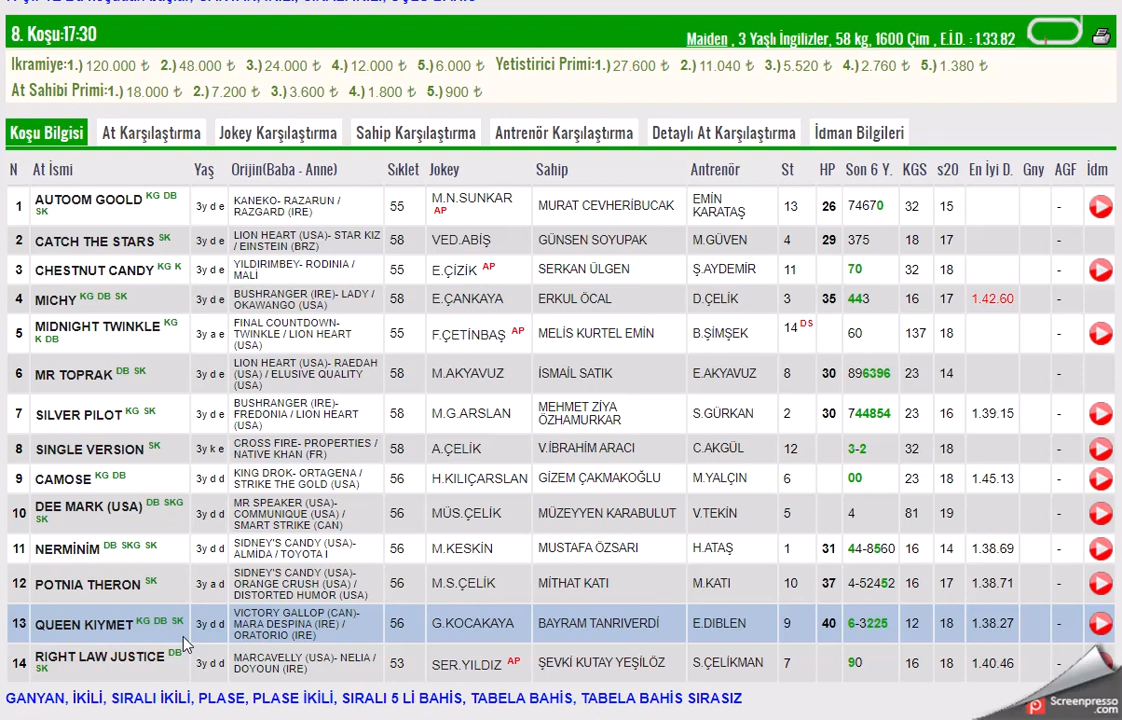 8. Koşu:17:30
Maiden , 3 Yaşlı İngilizler, 58 kg, 1600 Çim , E.İ.D. : 1.33.82
Ikramiye:1.) 120.000 ₺ 2.) 48.000 ₺ 3.) 24.000 ₺ 4.) 12.000 ₺ 5.) 6.000 ₺ Yetistirici Primi:1.) 27.600 ₺ 2.) 11.040 ₺ 3.) 5.520 ₺ 4.) 2.760 ₺ 5.) 1.380 ₺
At Sahibi Primi:1.) 18.000 ₺ 2.) 7.200 ₺ 3.) 3.600 ₺ 4.) 1.800 ₺ 5.) 900 ₺
Koşu Bilgisi At Karşılaştırma Jokey Karşılaştırma Sahip Karşılaştırma Antrenör Karşılaştırma Detaylı At Karşılaştırma İdman Bilgileri
N At İsmi Yaş Orijin(Baba - Anne) Sıklet Jokey Sahip Antrenör St HP Son 6 Y. KGS s20 En İyi D. Gny AGF İdm
1 AUTOOM GOOLD KG DB SK 3y d e KANEKO- RAZARUN / RAZGARD (IRE) 55 M.N.SUNKAR AP MURAT CEVHERİBUCAK EMİN KARATAŞ 13 26 74670 32 15 -
2 CATCH THE STARS SK 3y d e LION HEART (USA)- STAR KIZ / EINSTEIN (BRZ) 58 VED.ABİŞ GÜNSEN SOYUPAK M.GÜVEN 4 29 375 18 17 -
3 CHESTNUT CANDY KG K 3y d e YILDIRIMBEY- RODINIA / MALI 55 E.ÇİZİK AP SERKAN ÜLGEN Ş.AYDEMİR 11 70 32 18 -
4 MICHY KG DB SK 3y d e BUSHRANGER (IRE)- LADY / OKAWANGO (USA) 58 E.ÇANKAYA ERKUL ÖCAL D.ÇELİK 3 35 443 16 17 1.42.60 -
5 MIDNIGHT TWINKLE KG K DB 3y a e FINAL COUNTDOWN- TWINKLE / LION HEART (USA) 55 F.ÇETİNBAŞ AP MELİS KURTEL EMİN B.ŞİMŞEK 14 DS 60 137 18 -
6 MR TOPRAK DB SK 3y d e LION HEART (USA)- RAEDAH (USA) / ELUSIVE QUALITY (USA) 58 M.AKYAVUZ İSMAİL SATIK E.AKYAVUZ 8 30 896396 23 14 -
7 SILVER PILOT KG SK 3y d e BUSHRANGER (IRE)- FREDONIA / LION HEART (USA) 58 M.G.ARSLAN MEHMET ZİYA ÖZHAMURKAR S.GÜRKAN 2 30 744854 23 16 1.39.15 -
8 SINGLE VERSION SK 3y k e CROSS FIRE- PROPERTIES / NATIVE KHAN (FR) 58 A.ÇELİK V.İBRAHİM ARACI C.AKGÜL 12 3-2 32 18 -
9 CAMOSE KG DB 3y d d KING DROK- ORTAGENA / STRIKE THE GOLD (USA) 56 H.KILIÇARSLAN GİZEM ÇAKMAKOĞLU M.YALÇIN 6 00 23 18 1.45.13 -
10 DEE MARK (USA) DB SKG SK 3y d d MR SPEAKER (USA)- COMMUNIQUE (USA) / SMART STRIKE (CAN) 56 MÜS.ÇELİK MÜZEYYEN KARABULUT V.TEKİN 5 4 81 19 -
11 NERMİNİM DB SKG SK 3y d d SIDNEY'S CANDY (USA)- ALMIDA / TOYOTA I 56 M.KESKİN MUSTAFA ÖZSARI H.ATAŞ 1 31 44-8560 16 14 1.38.69 -
12 POTNIA THERON SK 3y a d SIDNEY'S CANDY (USA)- ORANGE CRUSH (USA) / DISTORTED HUMOR (USA) 56 M.S.ÇELİK MİTHAT KATI M.KATI 10 37 4-52452 16 17 1.38.71 -
13 QUEEN KIYMET KG DB SK 3y d d VICTORY GALLOP (CAN)- MARA DESPINA (IRE) / ORATORIO (IRE) 56 G.KOCAKAYA BAYRAM TANRIVERDİ E.DIBLEN 9 40 6-3225 12 18 1.38.27 -
14 RIGHT LAW JUSTICE DB SK 3y d d MARCAVELLY (USA)- NELIA / DOYOUN (IRE) 53 SER.YILDIZ AP ŞEVKİ KUTAY YEŞİLÖZ S.ÇELİKMAN 7 90 16 18 1.40.46 -
GANYAN, İKİLİ, SIRALI İKİLİ, PLASE, PLASE İKİLİ, SIRALI 5 Lİ BAHİS, TABELA BAHİS, TABELA BAHİS SIRASIZ
Screenpresso.com